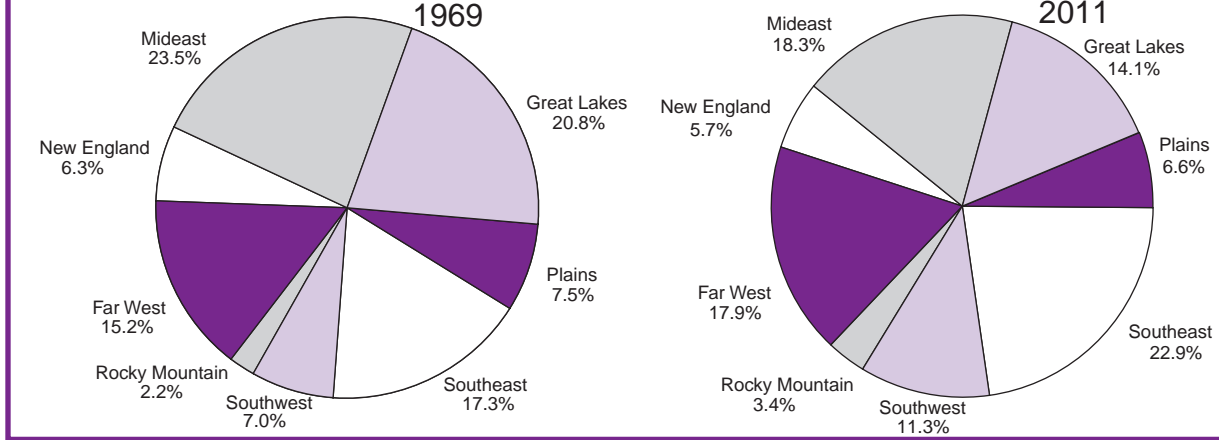 1969
Mideast
23.5%
Great Lakes
20.8%
New England
6.3%
Plains
7.5%
Far West
15.2%
Rocky Mountain
2.2%
Southwest
7.0%
Southeast
17.3%
2011
Mideast
18.3%
Great Lakes
14.1%
New England
5.7%
Plains
6.6%
Far West
17.9%
Southeast
22.9%
Rocky Mountain
3.4%
Southwest
11.3%